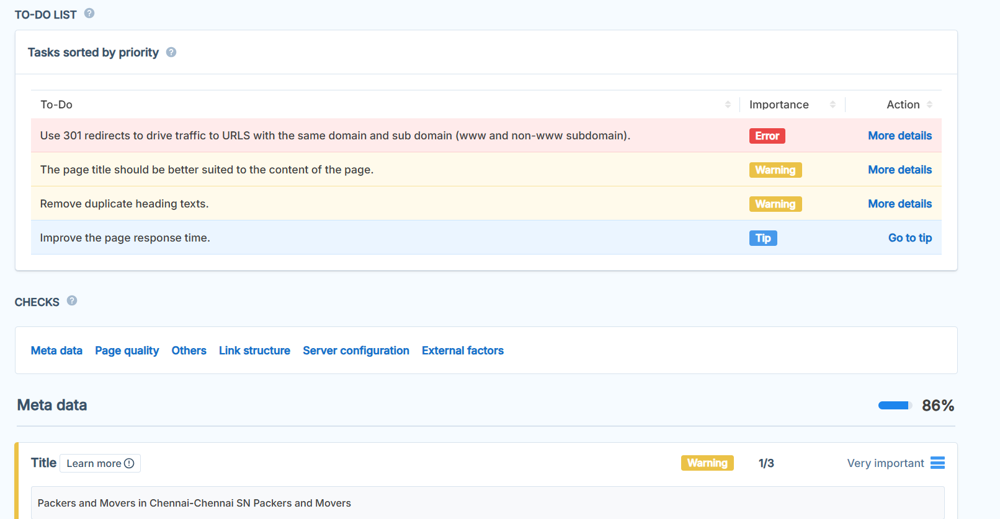 TO-DO LIST ?
Tasks sorted by priority ?
To-Do Importance Action
Use 301 redirects to drive traffic to URLS with the same domain and sub domain (www and non-www subdomain). Error More details
The page title should be better suited to the content of the page. Warning More details
Remove duplicate heading texts. Warning More details
Improve the page response time. Tip Go to tip
CHECKS ?
Meta data Page quality Others Link structure Server configuration External factors
Meta data 86%
Title Learn more Warning 1/3 Very important
Packers and Movers in Chennai-Chennai SN Packers and Movers